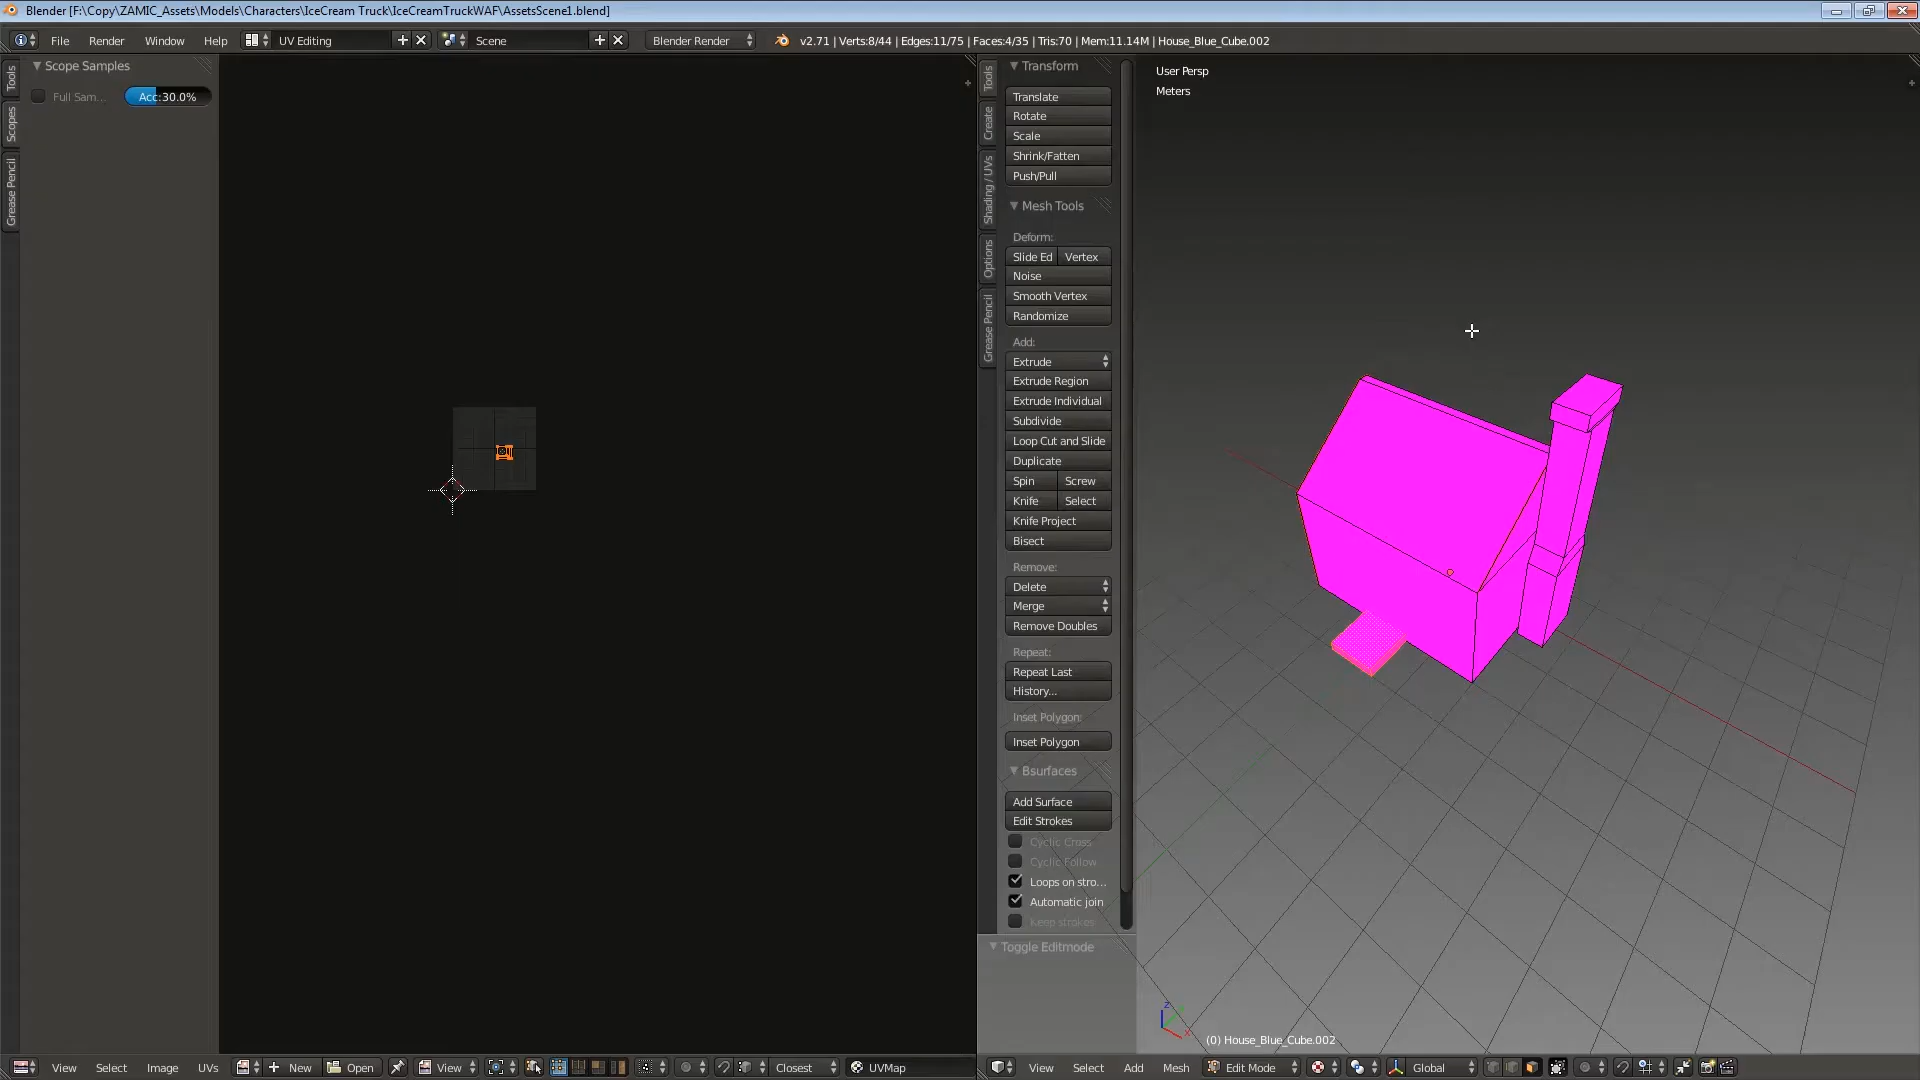 Blender [F:\Copy\ZAMIC_Assets\Models\Characters\IceCream Truck\IceCreamTruckWAF\AssetsScene1.blend]
File Render Window Help UV Editing Scene Blender Render v2.71 | Verts:8/44 | Edges:11/75 | Faces:4/35 | Tris:70 | Mem:11.14M | House_Blue_Cube.002
Tools
Scopes
Grease Pencil
Scope Samples
Full Sam... Acc:30.0%
Tools
Create
Shading / UVs
Options
Grease Pencil
Transform
Translate
Rotate
Scale
Shrink/Fatten
Push/Pull
Mesh Tools
Deform:
Slide Ed Vertex
Noise
Smooth Vertex
Randomize
Add:
Extrude
Extrude Region
Extrude Individual
Subdivide
Loop Cut and Slide
Duplicate
Spin Screw
Knife Select
Knife Project
Bisect
Remove:
Delete
Merge
Remove Doubles
Repeat:
Repeat Last
History...
Inset Polygon:
Inset Polygon
Bsurfaces
Add Surface
Edit Strokes
Cyclic Cross
Cyclic Follow
Loops on stro...
Automatic join
Keep strokes
Toggle Editmode
User Persp
Meters
z
x
(0) House_Blue_Cube.002
View Select Image UVs New Open View Closest UVMap
View Select Add Mesh Edit Mode Global